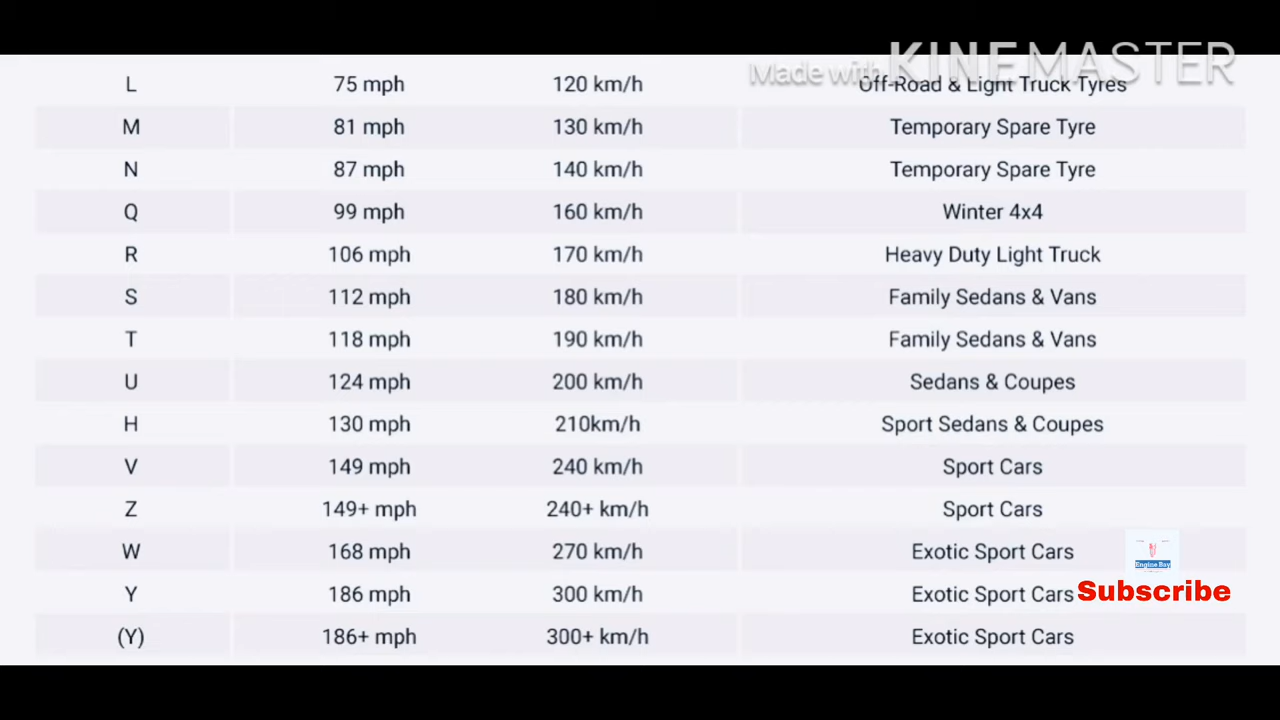 Made with KINEMASTER
L 75 mph 120 km/h Off-Road & Light Truck Tyres
M 81 mph 130 km/h Temporary Spare Tyre
N 87 mph 140 km/h Temporary Spare Tyre
Q 99 mph 160 km/h Winter 4x4
R 106 mph 170 km/h Heavy Duty Light Truck
S 112 mph 180 km/h Family Sedans & Vans
T 118 mph 190 km/h Family Sedans & Vans
U 124 mph 200 km/h Sedans & Coupes
H 130 mph 210km/h Sport Sedans & Coupes
V 149 mph 240 km/h Sport Cars
Z 149+ mph 240+ km/h Sport Cars
W 168 mph 270 km/h Exotic Sport Cars
Engine Bay
Y 186 mph 300 km/h Exotic Sport Cars
Subscribe
(Y) 186+ mph 300+ km/h Exotic Sport Cars